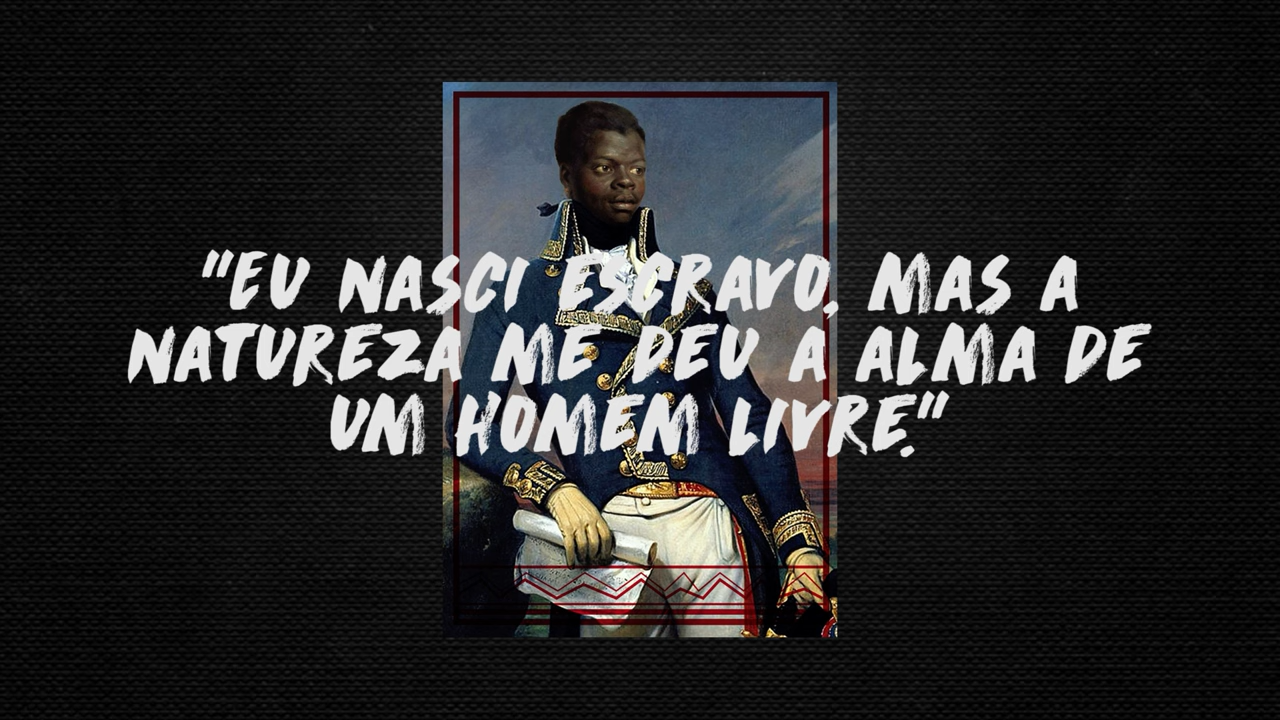 "EU NASCI ESCRAVO, MAS A
NATUREZA ME DEU A ALMA DE
UM HOMEM LIVRE."